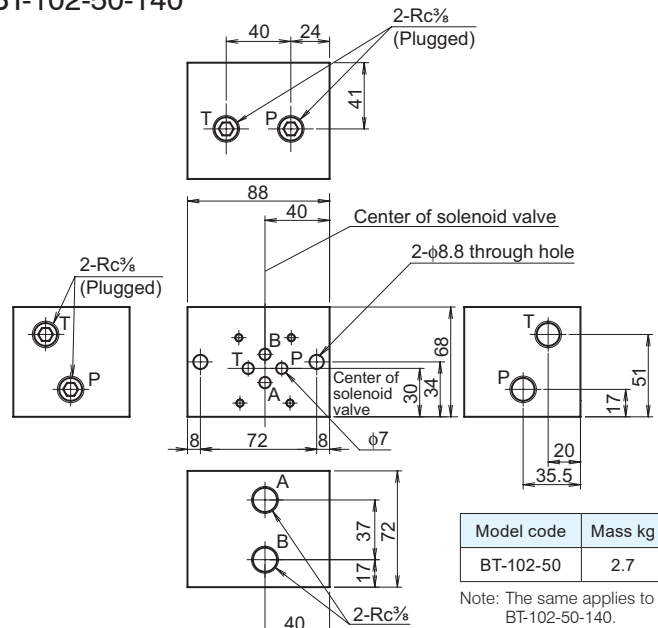 BT-102-50-140
2-Rc⅜
(Plugged)
40
24
41
T
P
88
40
Center of solenoid valve
2-φ8.8 through hole
2-Rc⅜
(Plugged)
T
P
B
T
P
A
Center of
solenoid
valve
30
34
68
8
72
8
φ7
T
P
17
51
20
35.5
A
B
37
17
72
2-Rc⅜
40
Model code Mass kg
BT-102-50 2.7
Note: The same applies to
BT-102-50-140.